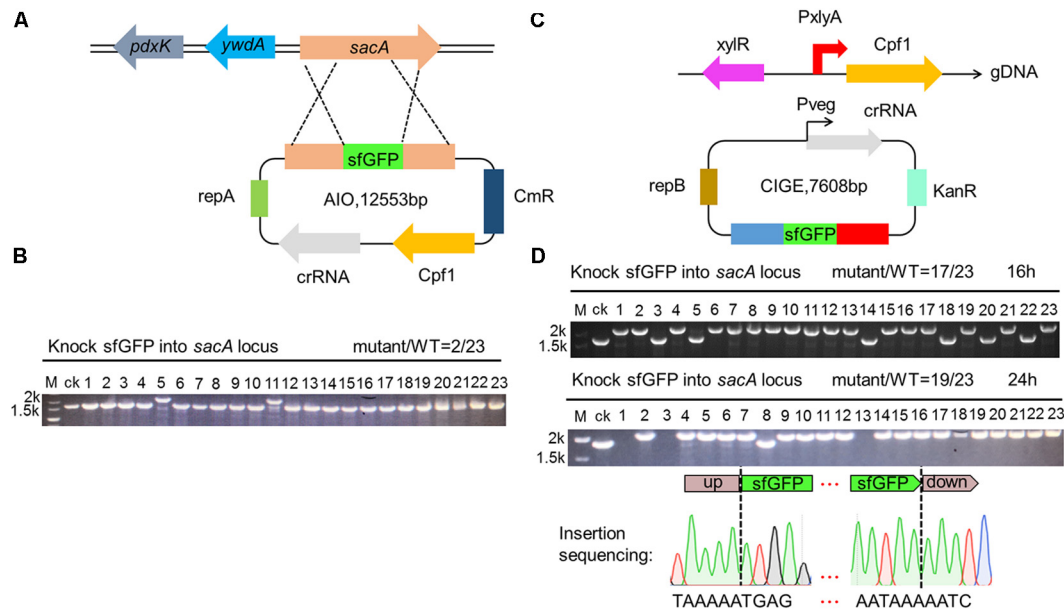 A
pdxK ywdA sacA
sfGFP
repA AIO,12553bp CmR
crRNA Cpf1
B
Knock sfGFP into sacA locus mutant/WT=2/23
M ck 1 2 3 4 5 6 7 8 9 10 11 12 13 14 15 16 17 18 19 20 21 22 23
2k
1.5k
C
PxlyA
xylR Cpf1
gDNA
Pveg crRNA
repB CIGE,7608bp KanR
sfGFP
D
Knock sfGFP into sacA locus mutant/WT=17/23 16h
M ck 1 2 3 4 5 6 7 8 9 10 11 12 13 14 15 16 17 18 19 20 21 22 23
2k
1.5k
Knock sfGFP into sacA locus mutant/WT=19/23 24h
M ck 1 2 3 4 5 6 7 8 9 10 11 12 13 14 15 16 17 18 19 20 21 22 23
2k
1.5k
up sfGFP ... sfGFP down
Insertion
sequencing:
...
TAAAAATGAG ... AATAAAAATC